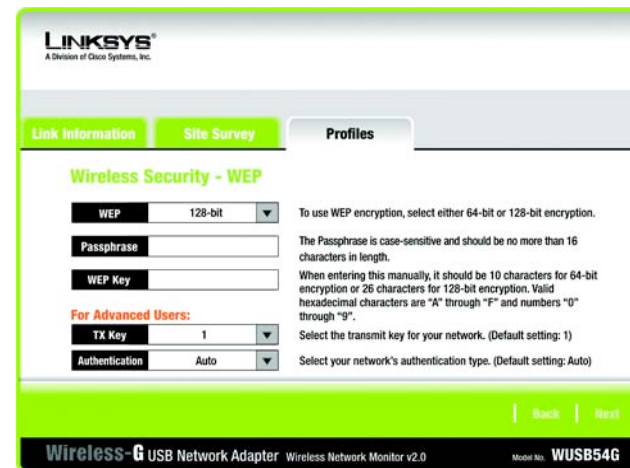 LINKSYS®
A Division of Cisco Systems, Inc.
Link Information
Site Survey
Profiles
Wireless Security - WEP
WEP
128-bit
To use WEP encryption, select either 64-bit or 128-bit encryption.
Passphrase
The Passphrase is case-sensitive and should be no more than 16
characters in length.
WEP Key
When entering this manually, it should be 10 characters for 64-bit
encryption or 26 characters for 128-bit encryption. Valid
hexadecimal characters are "A" through "F" and numbers "0"
through "9".
For Advanced Users:
TX Key
1
Select the transmit key for your network. (Default setting: 1)
Authentication
Auto
Select your network's authentication type. (Default setting: Auto)
Back
Next
Wireless-G USB Network Adapter Wireless Network Monitor v2.0
Model No. WUSB54G